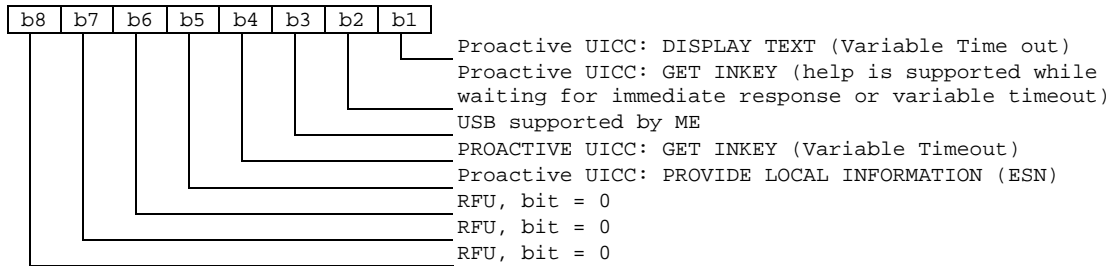 b8 b7 b6 b5 b4 b3 b2 b1
Proactive UICC: DISPLAY TEXT (Variable Time out)
Proactive UICC: GET INKEY (help is supported while
waiting for immediate response or variable timeout)
USB supported by ME
PROACTIVE UICC: GET INKEY (Variable Timeout)
Proactive UICC: PROVIDE LOCAL INFORMATION (ESN)
RFU, bit = 0
RFU, bit = 0
RFU, bit = 0